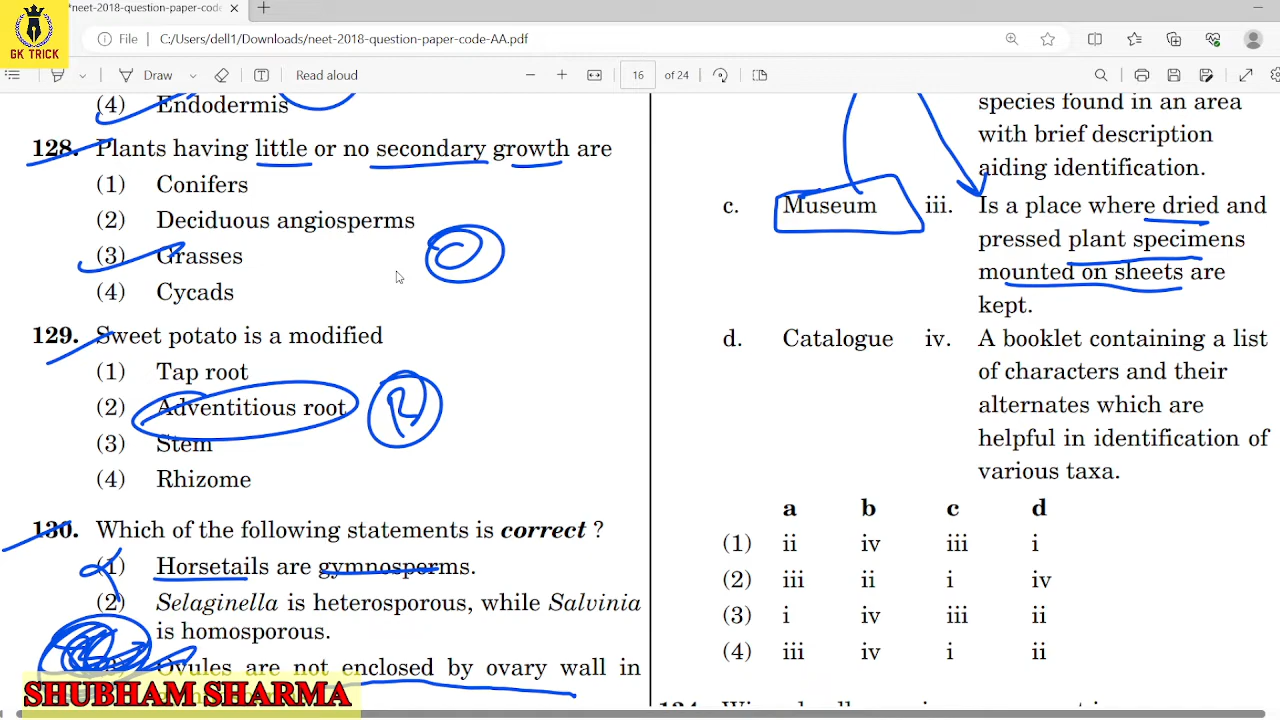 *neet-2018-question-paper-code
GK TRICK
File
C:/Users/dell1/Downloads/neet-2018-question-paper-code-AA.pdf
Draw
Read aloud
16
of 24
(4) Endodermis
128. Plants having little or no secondary growth are
(1) Conifers
(2) Deciduous angiosperms
(3) Grasses
(4) Cycads
129. Sweet potato is a modified
(1) Tap root
(2) Adventitious root
R
(3) Stem
(4) Rhizome
130. Which of the following statements is correct ?
(1) Horsetails are gymnosperms.
(2) Selaginella is heterosporous, while Salvinia
is homosporous.
Ovules are not enclosed by ovary wall in
SHUBHAM SHARMA
species found in an area
with brief description
aiding identification.
c. Museum iii. Is a place where dried and
pressed plant specimens
mounted on sheets are
kept.
d. Catalogue iv. A booklet containing a list
of characters and their
alternates which are
helpful in identification of
various taxa.
a b c d
(1) ii iv iii i
(2) iii ii i iv
(3) i iv iii ii
(4) iii iv i ii